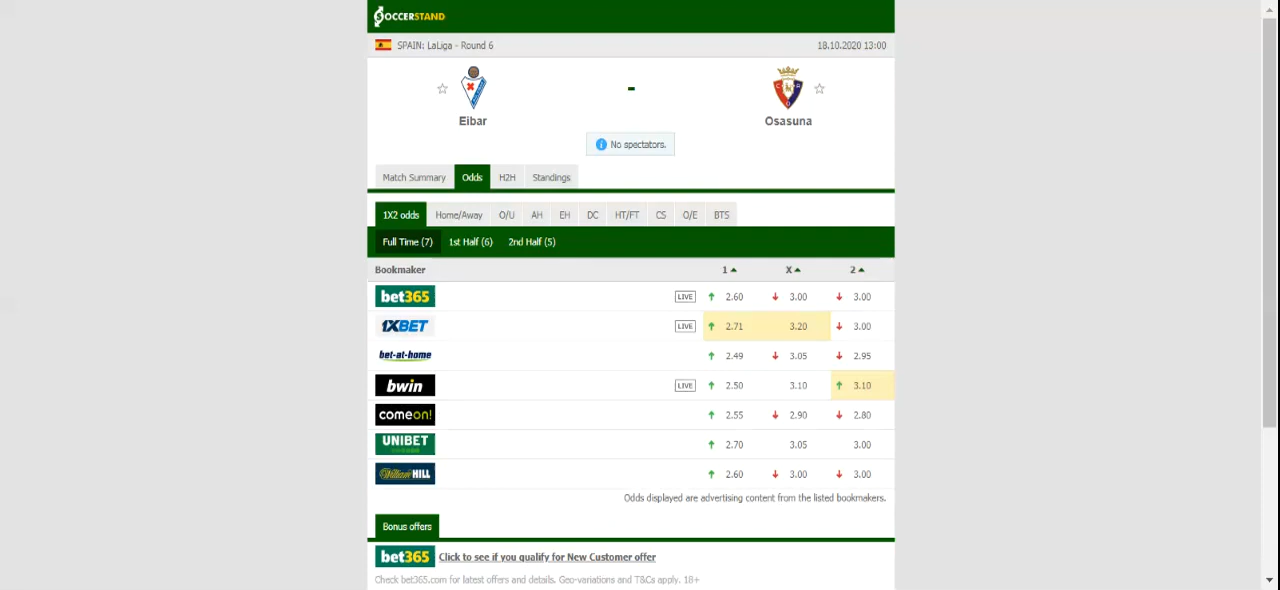 SOCCERSTAND
SPAIN: LaLiga - Round 6 18.10.2020 13:00
-
Eibar Osasuna
No spectators.
Match Summary Odds H2H Standings
1X2 odds Home/Away O/U AH EH DC HT/FT CS O/E BTS
Full Time (7) 1st Half (6) 2nd Half (5)
Bookmaker 1 X 2
bet365 LIVE 2.60 3.00 3.00
1XBET LIVE 2.71 3.20 3.00
bet-at-home 2.49 3.05 2.95
bwin LIVE 2.50 3.10 3.10
comeon! 2.55 2.90 2.80
UNIBET 2.70 3.05 3.00
William HILL 2.60 3.00 3.00
Odds displayed are advertising content from the listed bookmakers.
Bonus offers
bet365 Click to see if you qualify for New Customer offer
Check bet365.com for latest offers and details. Geo-variations and T&Cs apply. 18+